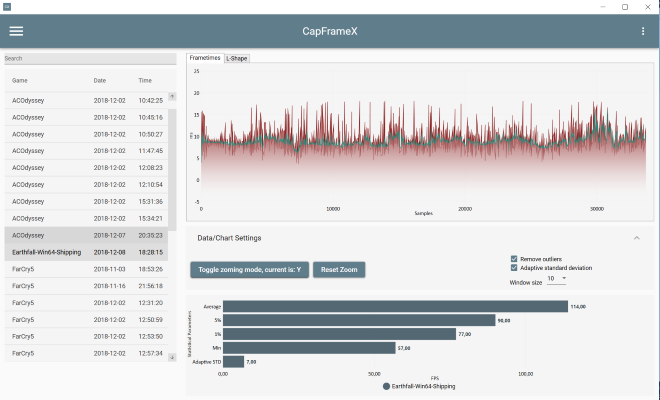 CapFrameX
Search
Game Date Time
ACOdyssey 2018-12-02 10:42:25
ACOdyssey 2018-12-02 10:45:16
ACOdyssey 2018-12-02 10:50:27
ACOdyssey 2018-12-02 11:47:45
ACOdyssey 2018-12-02 12:08:23
ACOdyssey 2018-12-02 12:10:54
ACOdyssey 2018-12-02 15:31:36
ACOdyssey 2018-12-02 15:34:21
ACOdyssey 2018-12-07 20:35:23
Earthfall-Win64-Shipping 2018-12-08 18:28:15
FarCry5 2018-11-03 18:53:26
FarCry5 2018-11-16 21:56:18
FarCry5 2018-12-02 12:31:20
FarCry5 2018-12-02 12:50:59
FarCry5 2018-12-02 12:53:50
FarCry5 2018-12-02 12:57:34
Frametimes L-Shape
25
20
15
10
5
0
-5
ms
0 10000 20000 30000
Samples
Data/Chart Settings
Toggle zoming mode, current is: Y
Reset Zoom
Remove outliers
Adaptive standard deviation
Window size 10
Statistical Parameters
Average 114,00
5% 90,00
1% 77,00
Min 57,00
Adaptive STD 7,00
0,00 50,00 100,00
FPS
Earthfall-Win64-Shipping